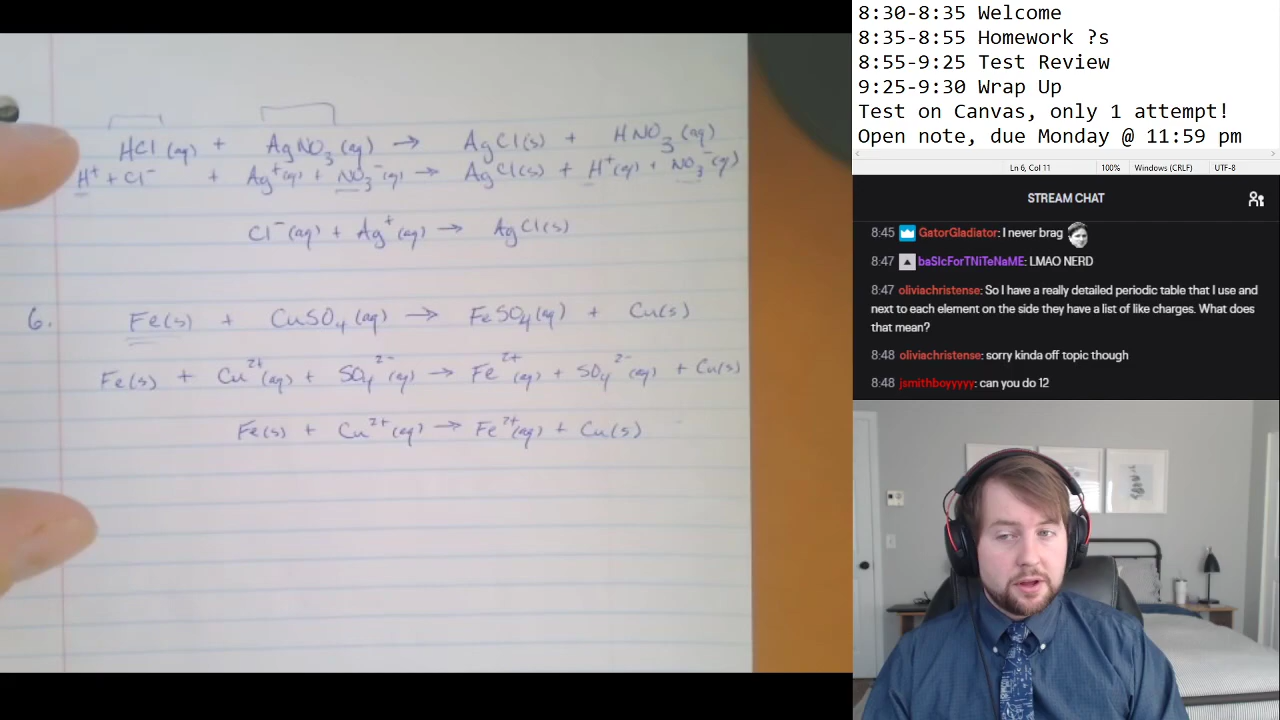 HCl(aq) + AgNO₃(aq) → AgCl(s) + HNO₃(aq)
H⁺ + Cl⁻ + Ag⁺(aq) + NO₃⁻(aq) → AgCl(s) + H⁺(aq) + NO₃⁻(aq)
Cl⁻(aq) + Ag⁺(aq) → AgCl(s)
6. Fe(s) + CuSO₄(aq) → FeSO₄(aq) + Cu(s)
Fe(s) + Cu²⁺(aq) + SO₄²⁻(aq) → Fe²⁺(aq) + SO₄²⁻(aq) + Cu(s)
Fe(s) + Cu²⁺(aq) → Fe²⁺(aq) + Cu(s)
8:30-8:35 Welcome
8:35-8:55 Homework ?s
8:55-9:25 Test Review
9:25-9:30 Wrap Up
Test on Canvas, only 1 attempt!
Open note, due Monday @ 11:59 pm
Ln 6, Col 11 100% Windows (CRLF) UTF-8
STREAM CHAT
8:45 GatorGladiator: I never brag
8:47 baSIcForTNiTeNaME: LMAO NERD
8:47 oliviachristense: So I have a really detailed periodic table that I use and
next to each element on the side they have a list of like charges. What does
that mean?
8:48 oliviachristense: sorry kinda off topic though
8:48 jsmithboyyyyy: can you do 12